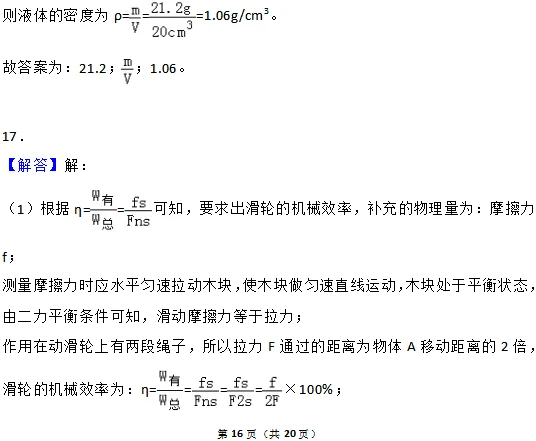 则液体的密度为 ρ=m/V=21.2g/20cm³=1.06g/cm³。
故答案为：21.2；m/V；1.06。
17．
【解答】解：
（1）根据 η=W有/W总=fs/Fns可知，要求出滑轮的机械效率，补充的物理量为：摩擦力
f；
测量摩擦力时应水平匀速拉动木块，使木块做匀速直线运动，木块处于平衡状态，
由二力平衡条件可知，滑动摩擦力等于拉力；
作用在动滑轮上有两段绳子，所以拉力 F 通过的距离为物体 A 移动距离的 2 倍，
滑轮的机械效率为：η=W有/W总=fs/Fns=fs/F2s=f/2F×100%；
第16页（共20页）